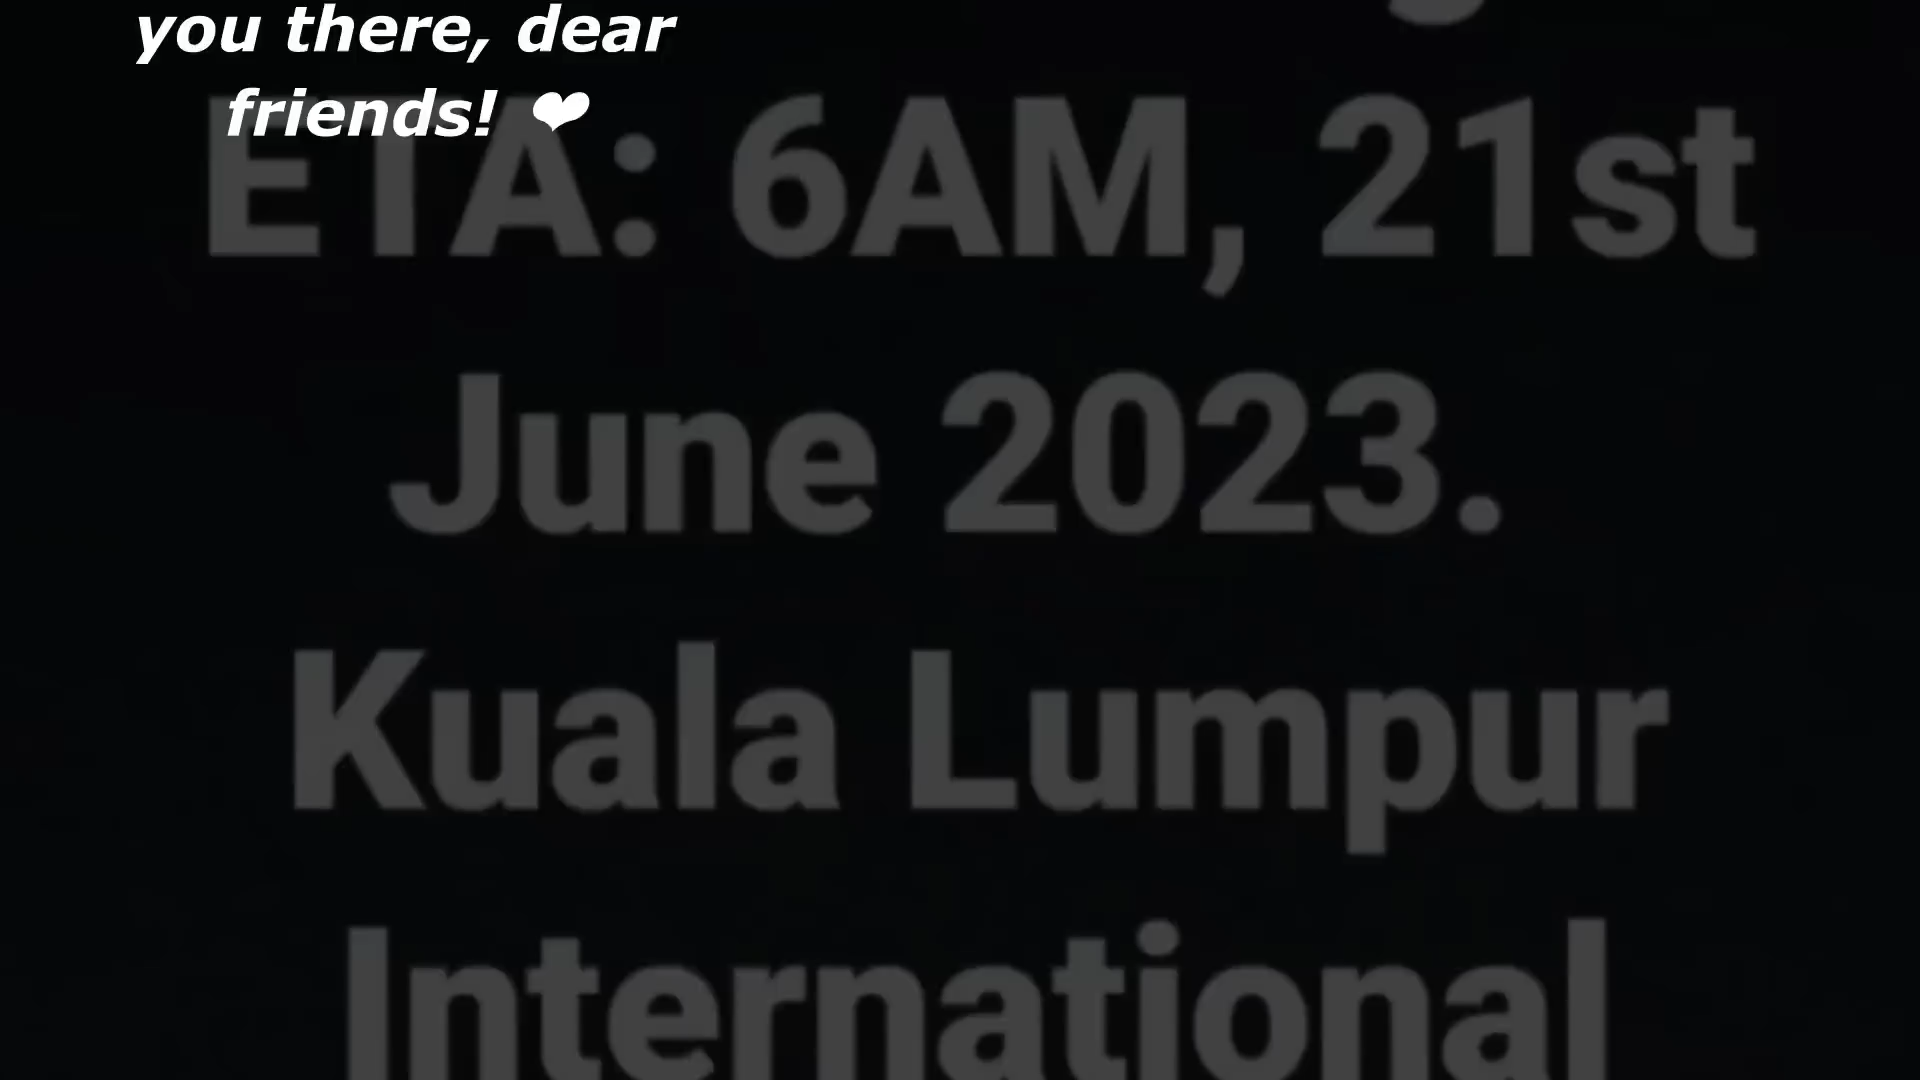 you there, dear
friends! ❤
ETA: 6AM, 21st
June 2023.
Kuala Lumpur
International